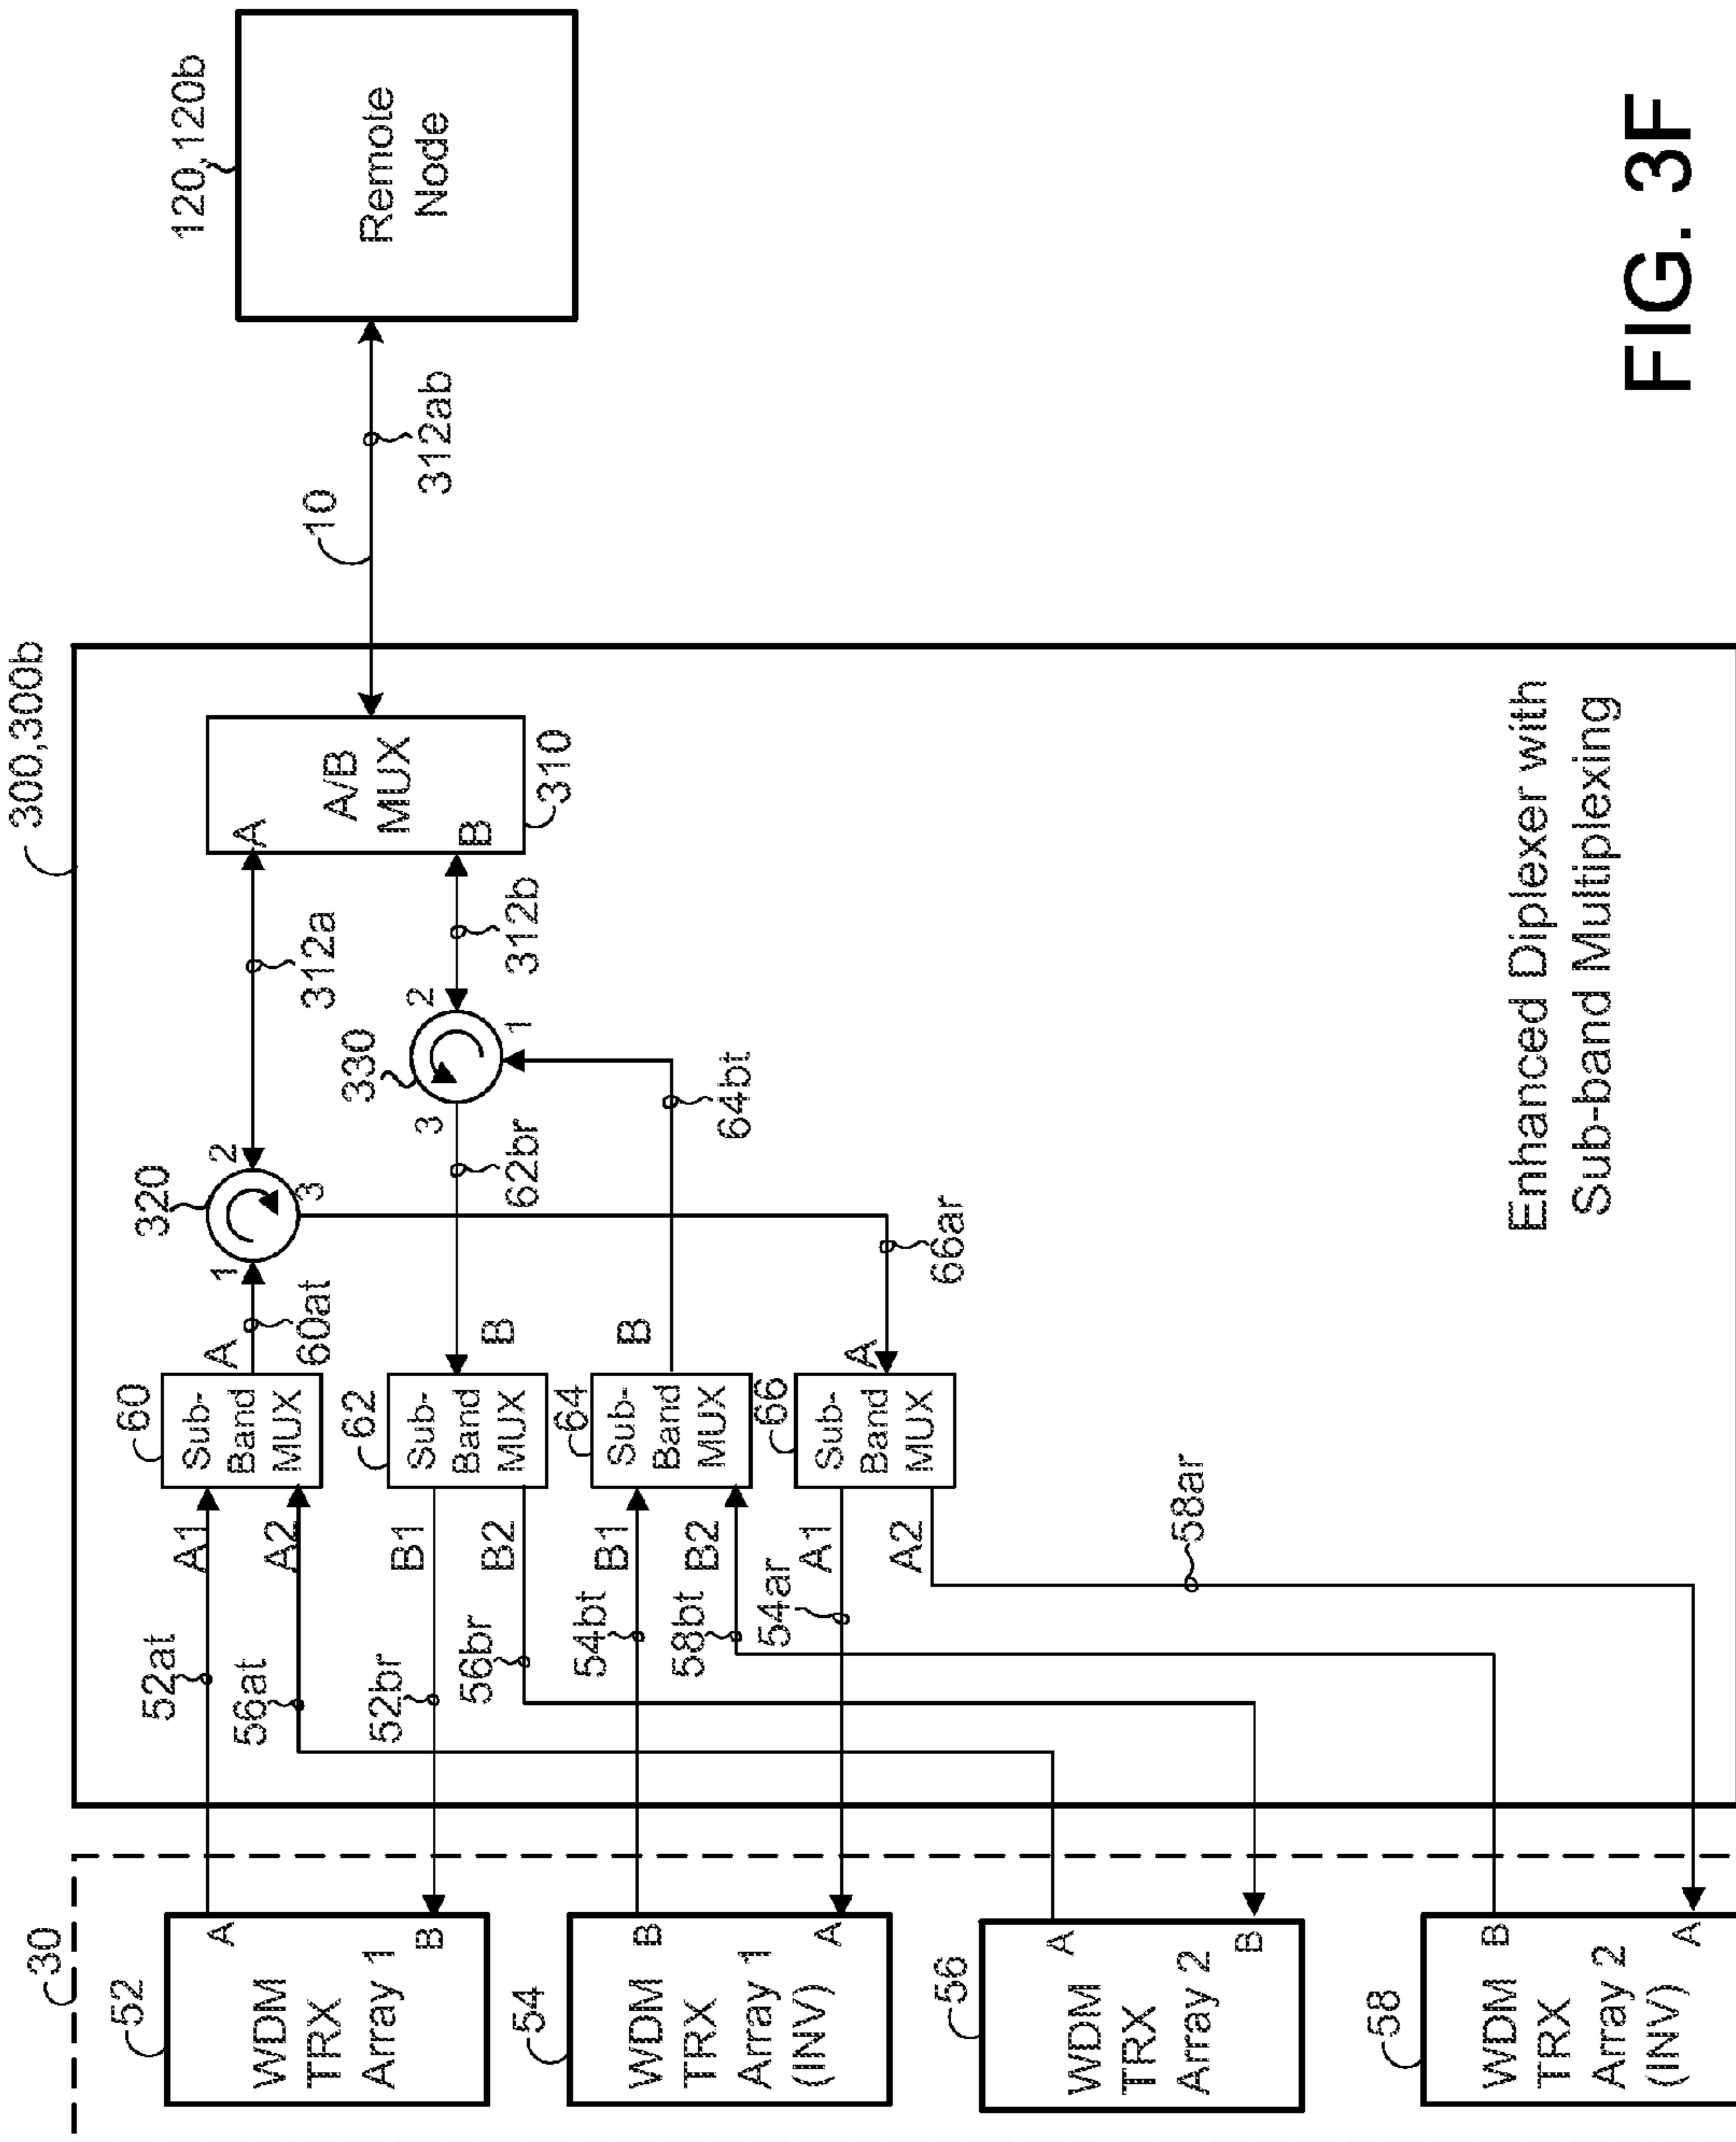 300,300b
120,120b
Remote
Node
10
312ab
30
52
WDM
TRX
Array 1
A
B
54
WDM
TRX
Array 1
(INV)
B
A
56
WDM
TRX
Array 2
A
B
58
WDM
TRX
Array 2
(INV)
B
A
52at
56at
52br
56br
54bt
58bt
54ar
58ar
A1
A2
B1
B2
B1
B2
A1
A2
60
Sub-
Band
MUX
A
60at
62
Sub-
Band
MUX
B
62br
64
Sub-
Band
MUX
B
64bt
66
Sub-
Band
MUX
A
66ar
320
1
2
3
330
1
2
3
312a
312b
A
A/B
MUX
B
310
Enhanced Diplexer with
Sub-band Multiplexing
FIG. 3F